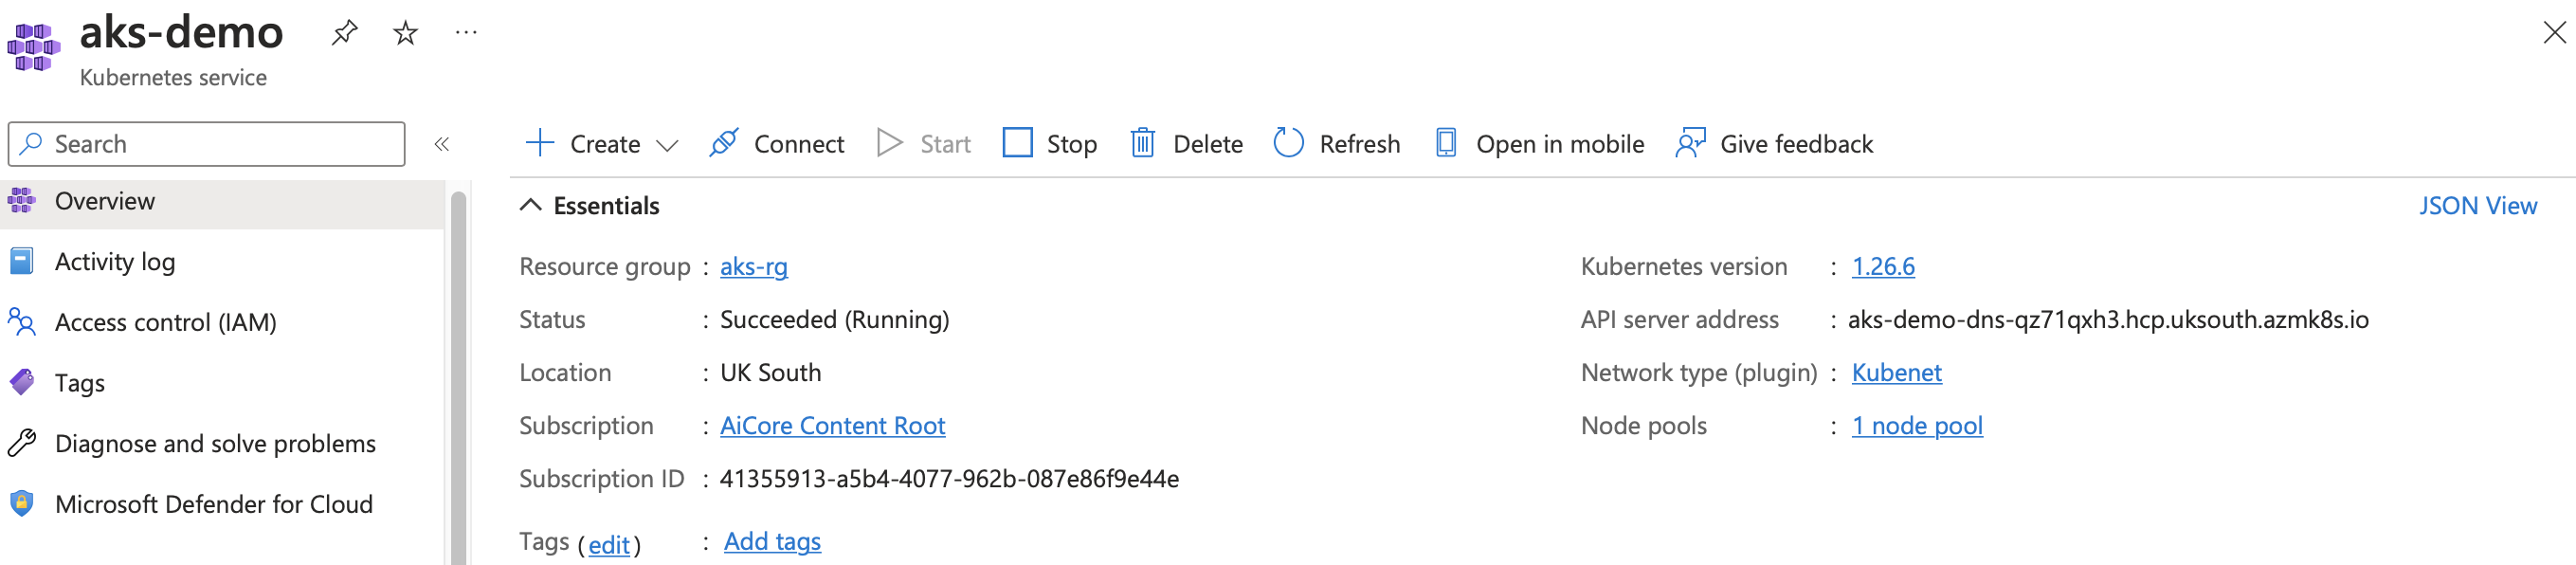 aks-demo
Kubernetes service
Search
Create Connect Start Stop Delete Refresh Open in mobile Give feedback
Overview
Activity log
Access control (IAM)
Tags
Diagnose and solve problems
Microsoft Defender for Cloud
Essentials
JSON View
Resource group : aks-rg
Status : Succeeded (Running)
Location : UK South
Subscription : AiCore Content Root
Subscription ID : 41355913-a5b4-4077-962b-087e86f9e44e
Tags (edit) : Add tags
Kubernetes version : 1.26.6
API server address : aks-demo-dns-qz71qxh3.hcp.uksouth.azmk8s.io
Network type (plugin) : Kubenet
Node pools : 1 node pool